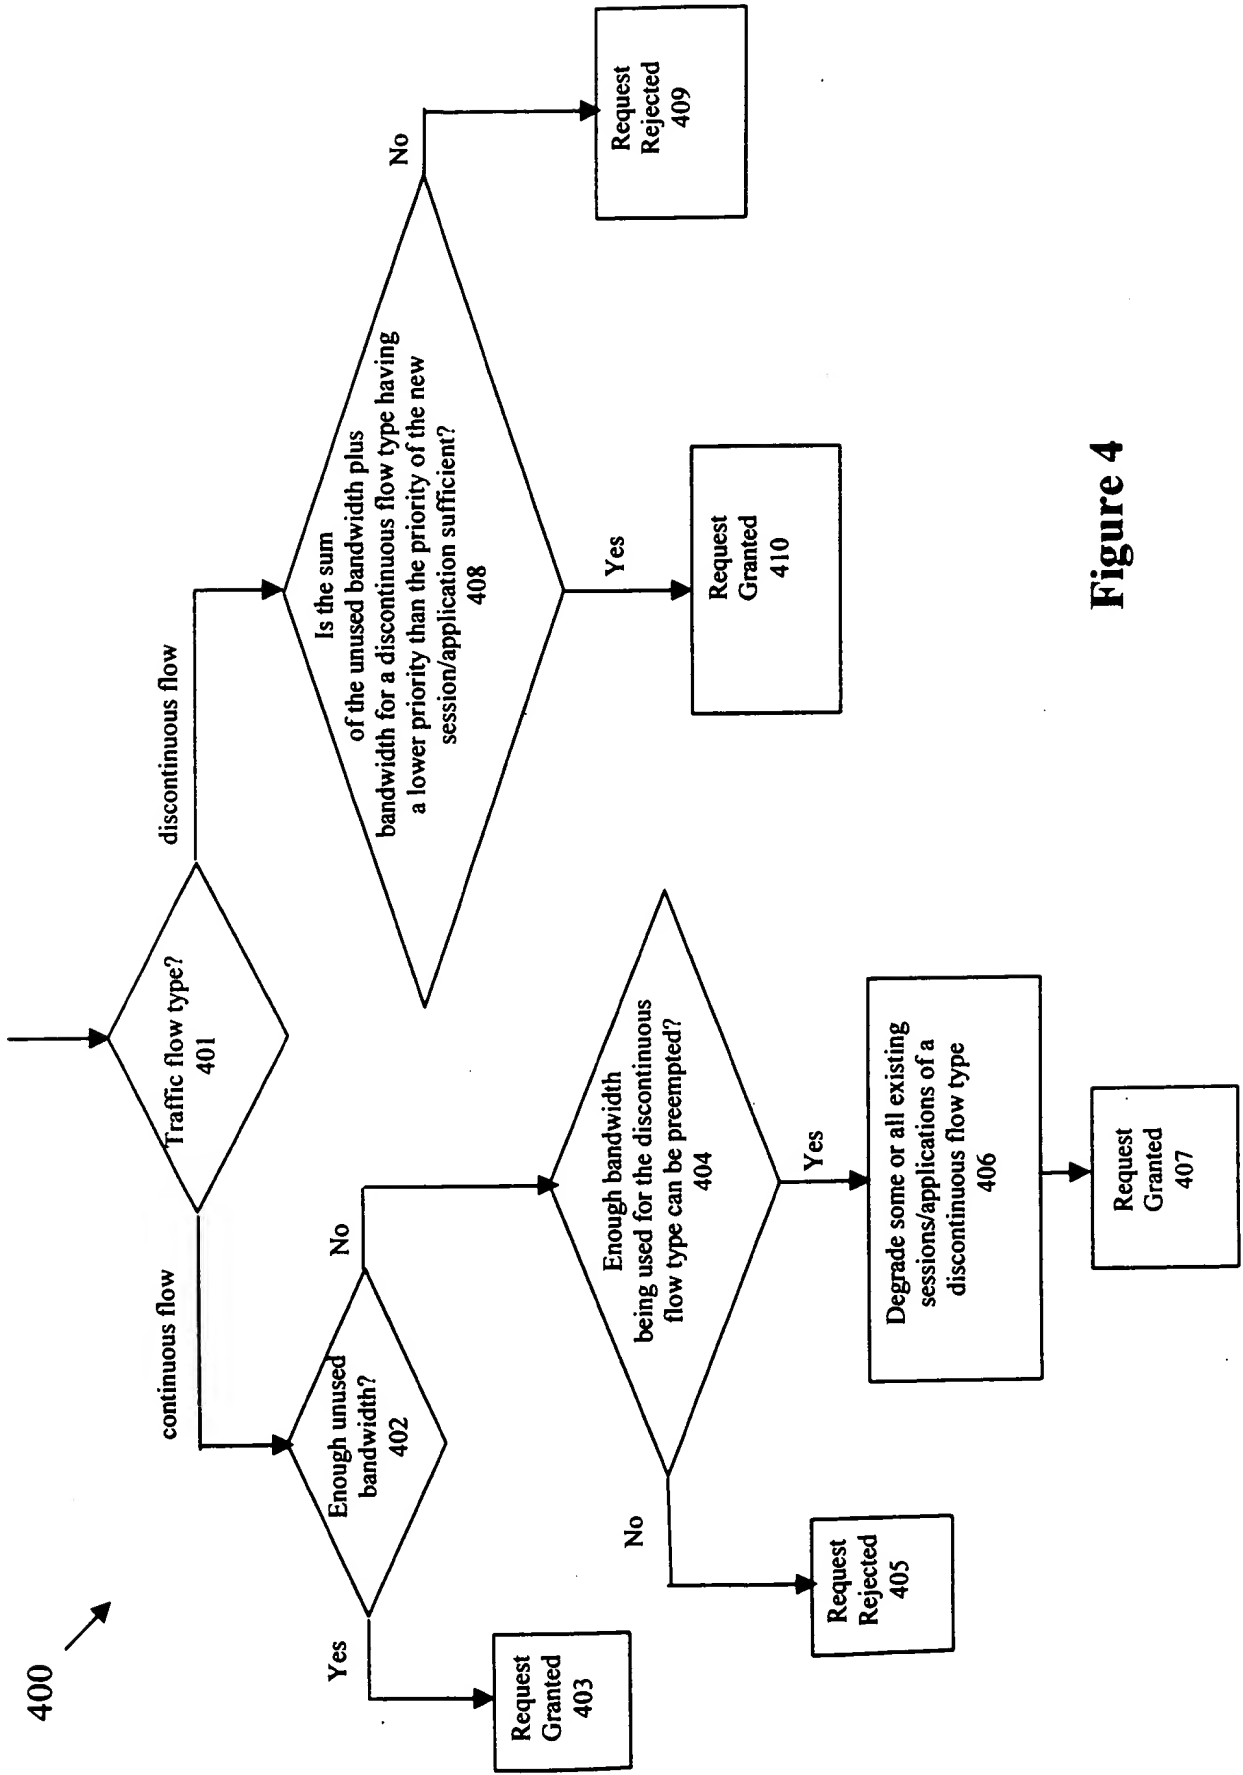 400
Traffic flow type?
401
continuous flow
discontinuous flow
Enough unused
bandwidth?
402
Yes
No
Request
Granted
403
Enough bandwidth
being used for the discontinuous
flow type can be preempted?
404
No
Yes
Request
Rejected
405
Degrade some or all existing
sessions/applications of a
discontinuous flow type
406
Request
Granted
407
Is the sum
of the unused bandwidth plus
bandwidth for a discontinuous flow type having
a lower priority than the priority of the new
session/application sufficient?
408
No
Yes
Request
Rejected
409
Request
Granted
410
Figure 4